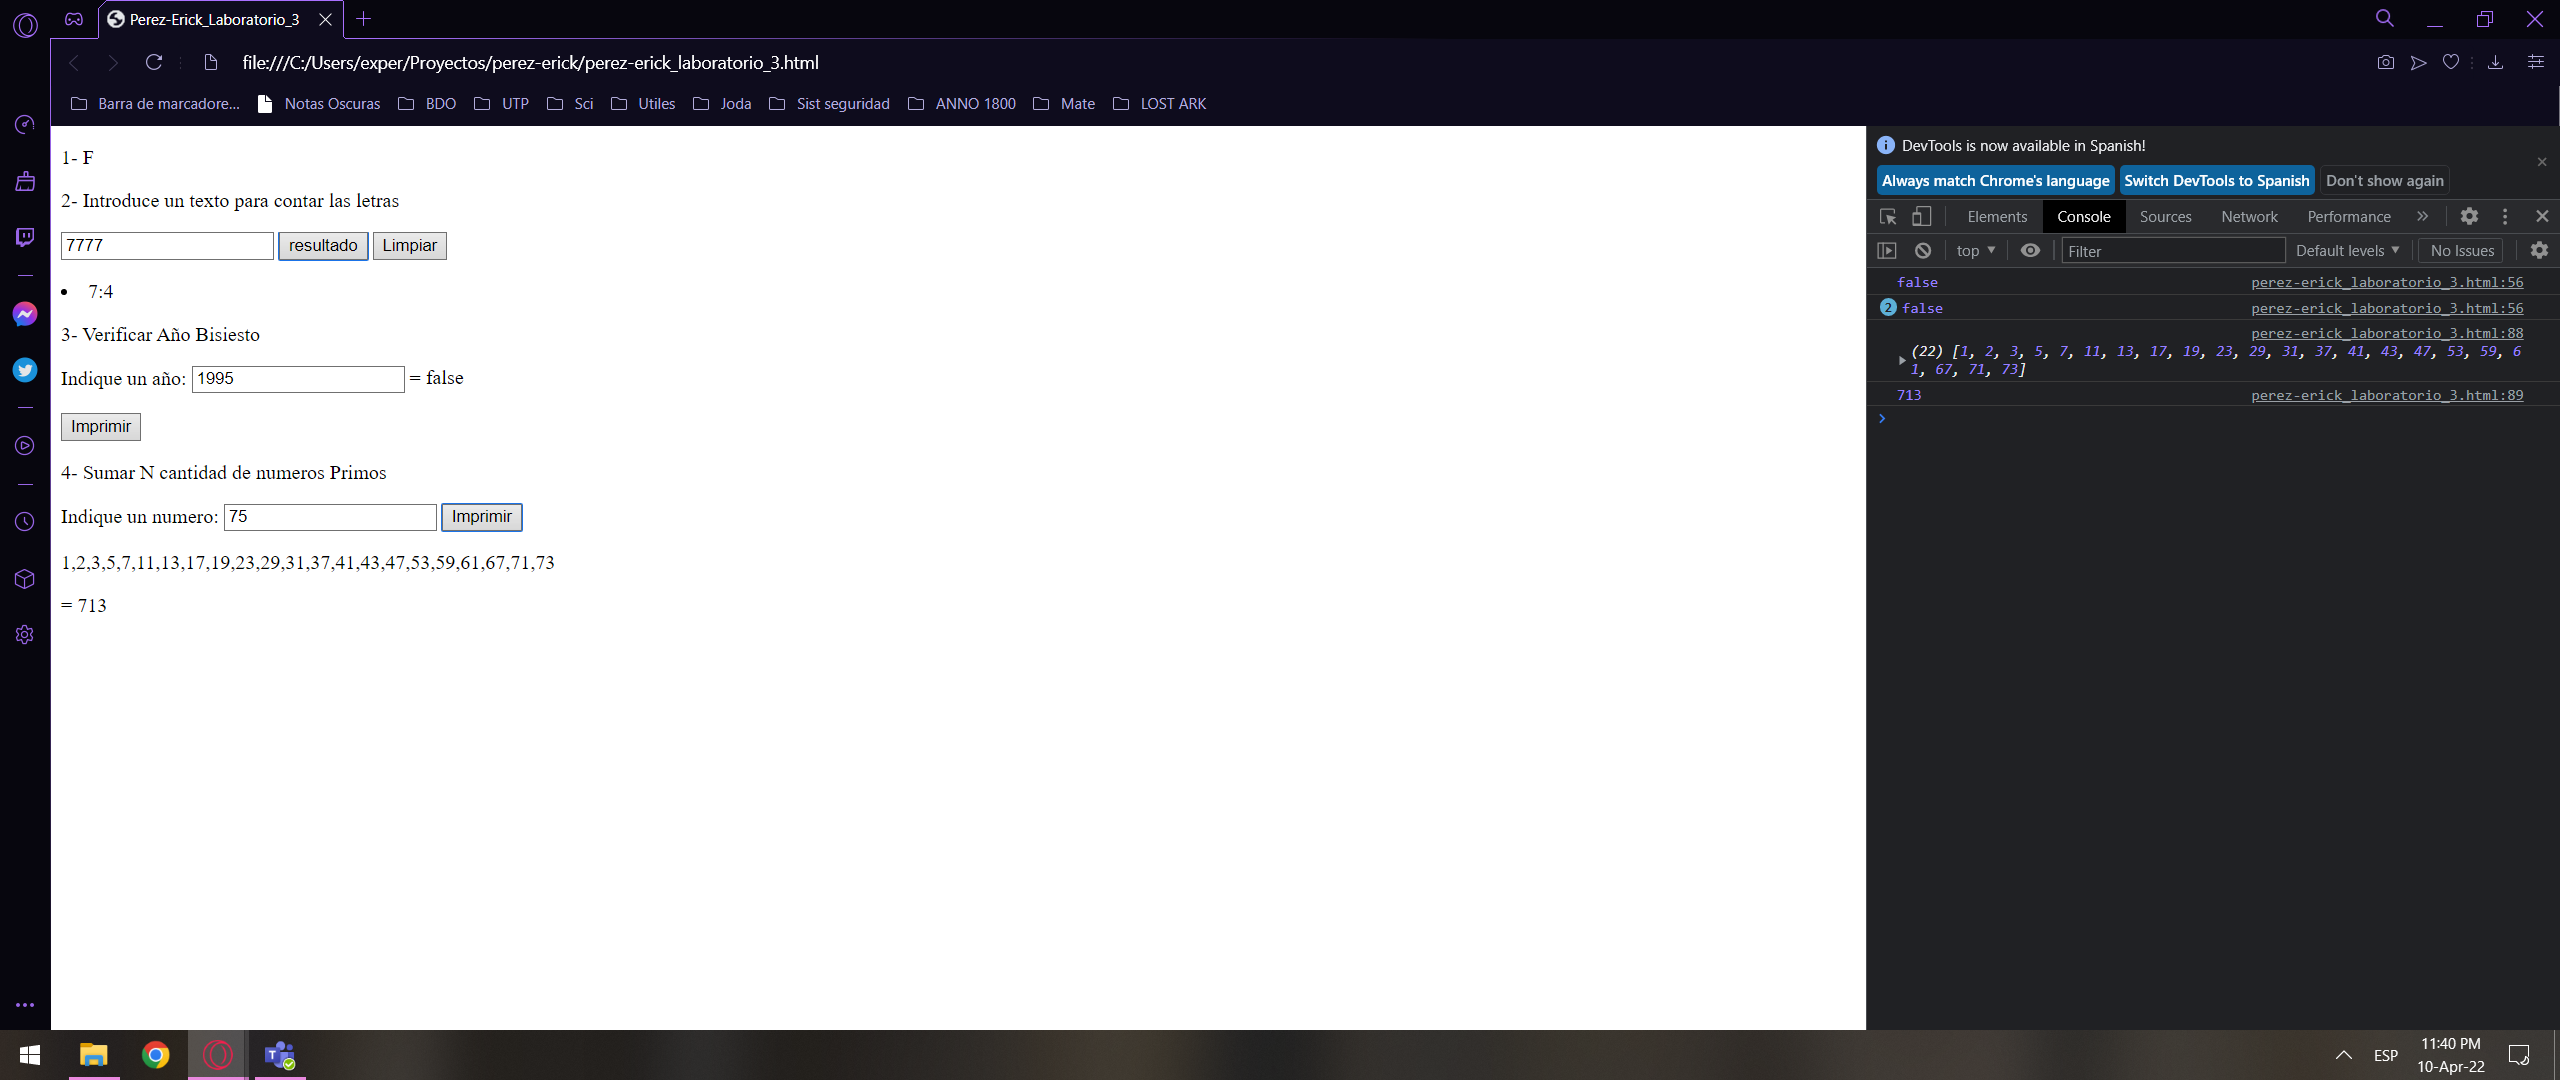 Perez-Erick_Laboratorio_3
file:///C:/Users/exper/Proyectos/perez-erick/perez-erick_laboratorio_3.html
Barra de marcadore... Notas Oscuras BDO UTP Sci Utiles Joda Sist seguridad ANNO 1800 Mate LOST ARK
1- F
2- Introduce un texto para contar las letras
7777 resultado Limpiar
7:4
3- Verificar Año Bisiesto
Indique un año: 1995 = false
Imprimir
4- Sumar N cantidad de numeros Primos
Indique un numero: 75 Imprimir
1,2,3,5,7,11,13,17,19,23,29,31,37,41,43,47,53,59,61,67,71,73
= 713
DevTools is now available in Spanish!
Always match Chrome's language Switch DevTools to Spanish Don't show again
Elements Console Sources Network Performance
top Filter Default levels No Issues
false perez-erick_laboratorio_3.html:56
2 false perez-erick_laboratorio_3.html:56
perez-erick_laboratorio_3.html:88
(22) [1, 2, 3, 5, 7, 11, 13, 17, 19, 23, 29, 31, 37, 41, 43, 47, 53, 59, 6
1, 67, 71, 73]
713 perez-erick_laboratorio_3.html:89
ESP
11:40 PM
10-Apr-22